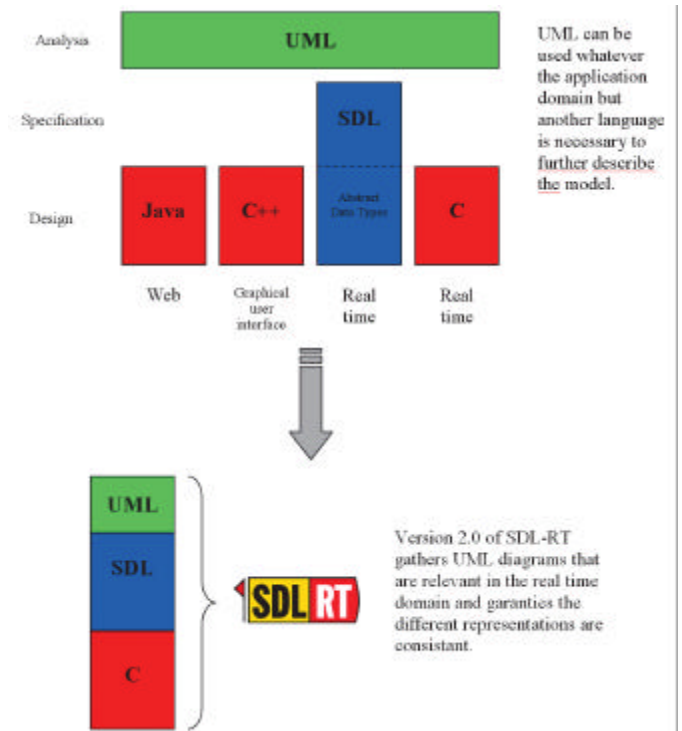 Analysis
UML
UML can be
used whatever
the application
domain but
another language
is necessary to
further describe
the model.
Specification
SDL
Design
Java
C++
Abstract
Data Types
C
Web
Graphical
user
interface
Real
time
Real
time
UML
SDL
C
SDL RT
Version 2.0 of SDL-RT
gathers UML diagrams that
are relevant in the real time
domain and garanties the
different representations are
consistant.